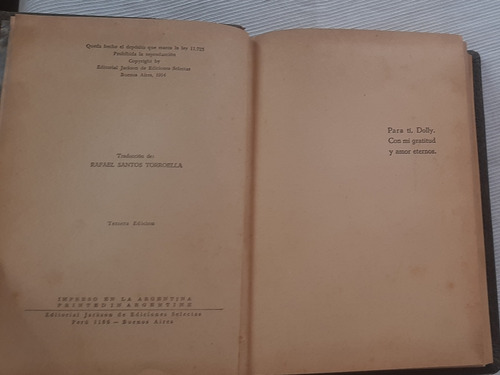 Queda hecho el depósito que marca la ley 11.723
Prohibida la reproducción
Copyright by
Editorial Jackson de Ediciones Selectas
Buenos Aires,
Traducción de:
RAFAEL SANTOS TORROELLA
Tercera Edición
IMPRESO EN LA ARGENTINA
PRINTED IN ARGENTINE
Editorial Jackson de Ediciones Selectas
Perú 1186 — Buenos Aires
Para ti, Dolly.
Con mi gratitud
y amor eternos.